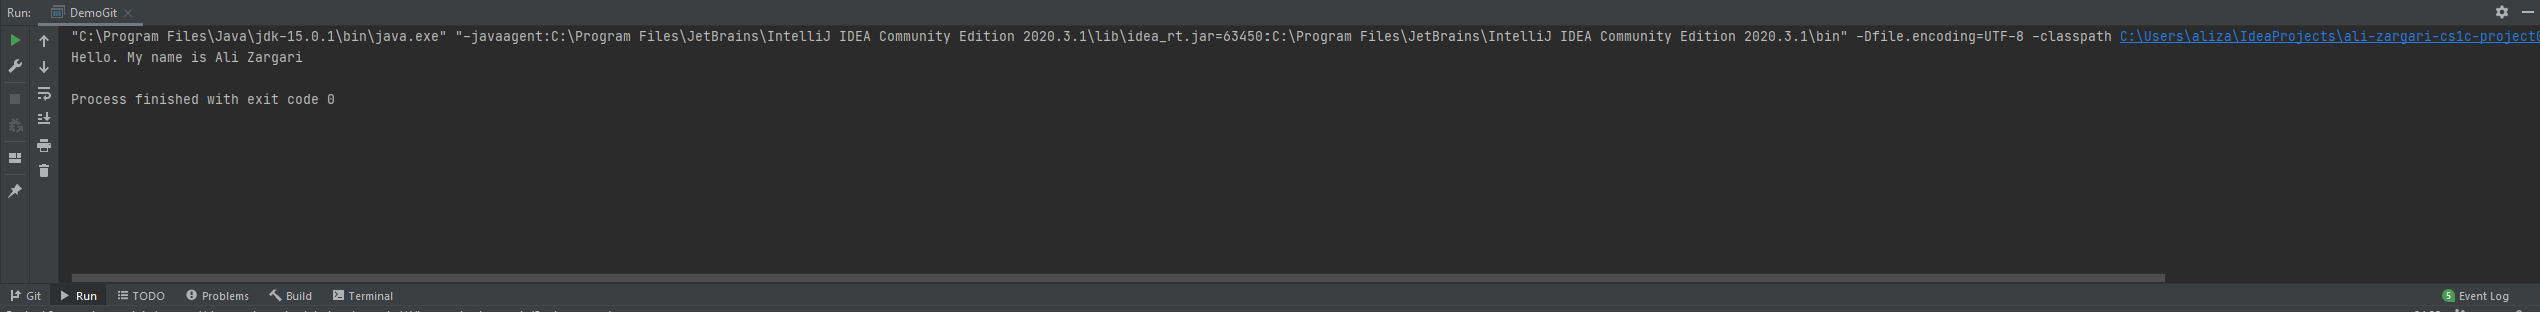 Run: DemoGit
"C:\Program Files\Java\jdk-15.0.1\bin\java.exe" "-javaagent:C:\Program Files\JetBrains\IntelliJ IDEA Community Edition 2020.3.1\lib\idea_rt.jar=63450:C:\Program Files\JetBrains\IntelliJ IDEA Community Edition 2020.3.1\bin" -Dfile.encoding=UTF-8 -classpath C:\Users\aliza\IdeaProjects\ali-zargari-cs1c-project0
Hello. My name is Ali Zargari
Process finished with exit code 0
Git Run TODO Problems Build Terminal 5 Event Log